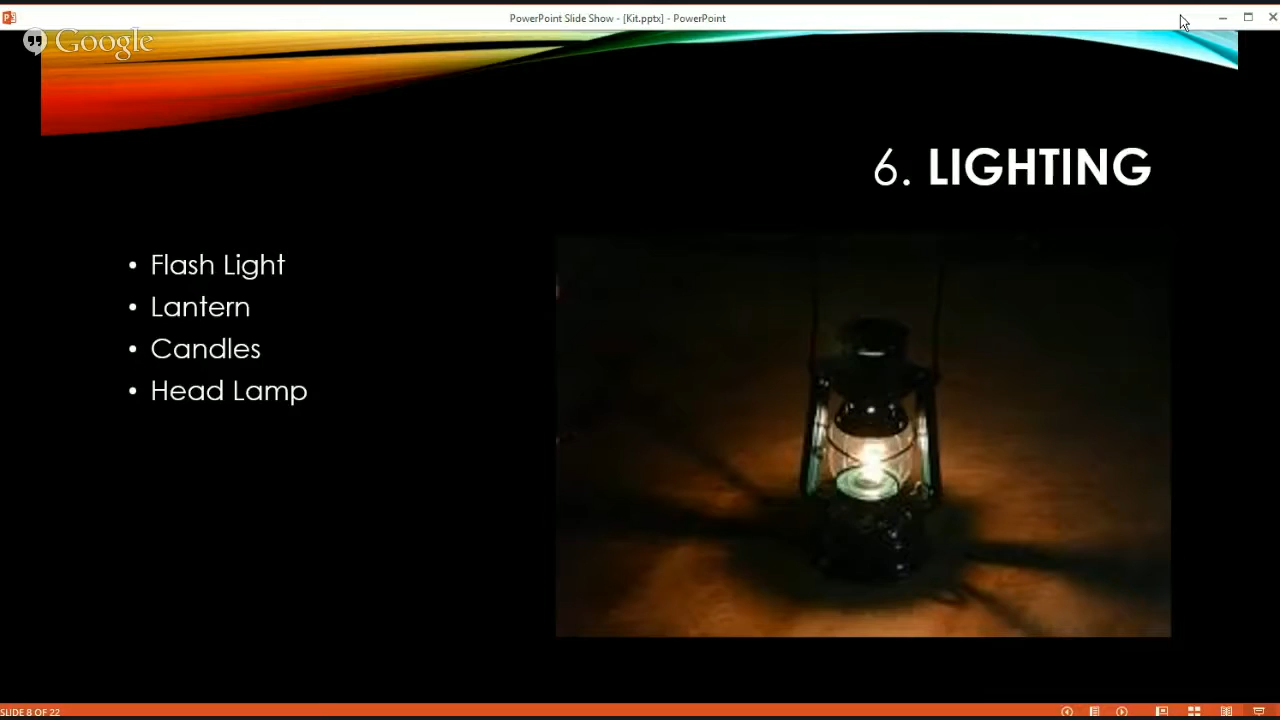 PowerPoint Slide Show - [Kit.pptx] - PowerPoint
Google
6. LIGHTING
• Flash Light
• Lantern
• Candles
• Head Lamp
SLIDE 8 OF 22